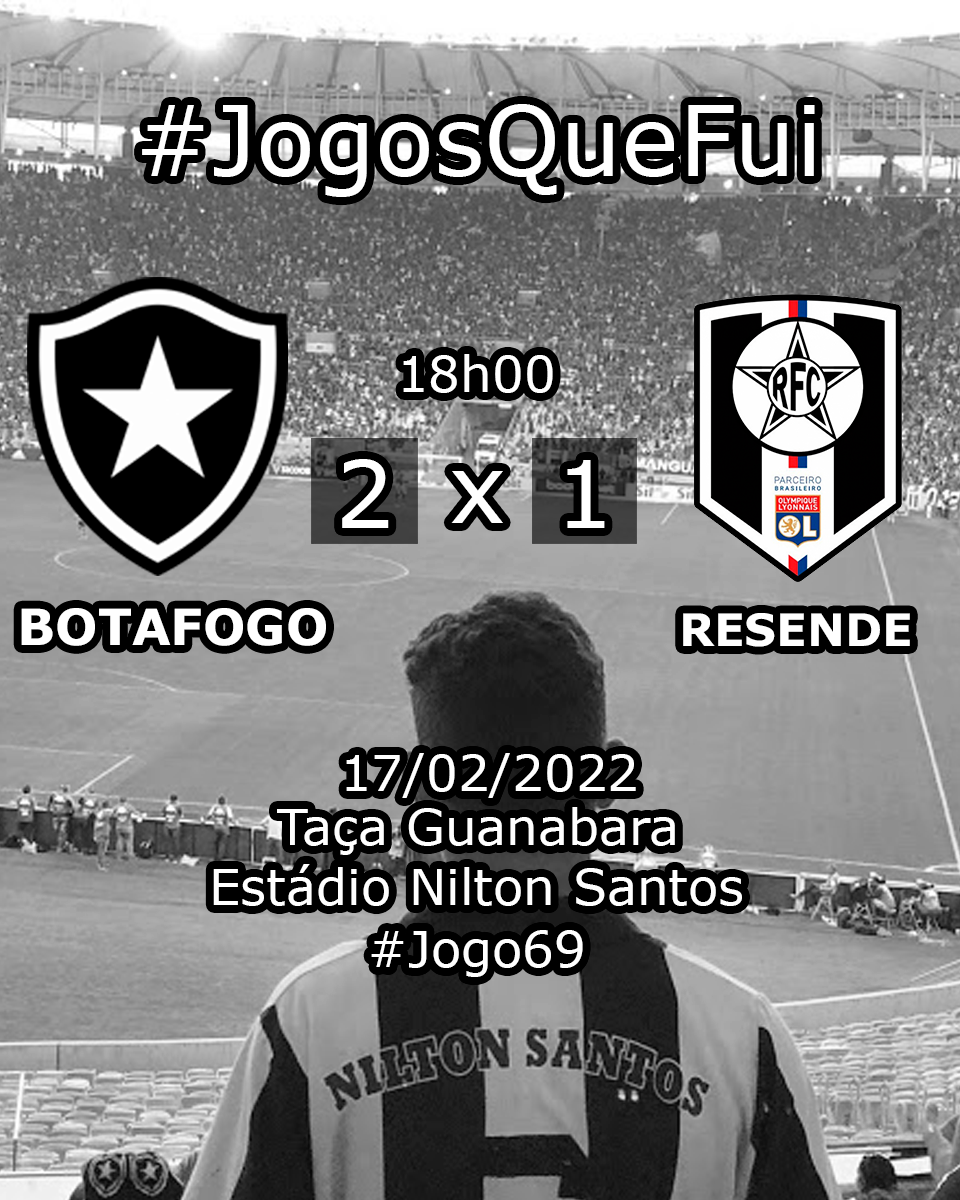 #JogosQueFui
18h00
2 x 1
RFC
PARCEIRO
BRASILEIRO
OLYMPIQUE
LYONNAIS
OL
BOTAFOGO
RESENDE
17/02/2022
Taça Guanabara
Estádio Nilton Santos
#Jogo69
NILTON SANTOS